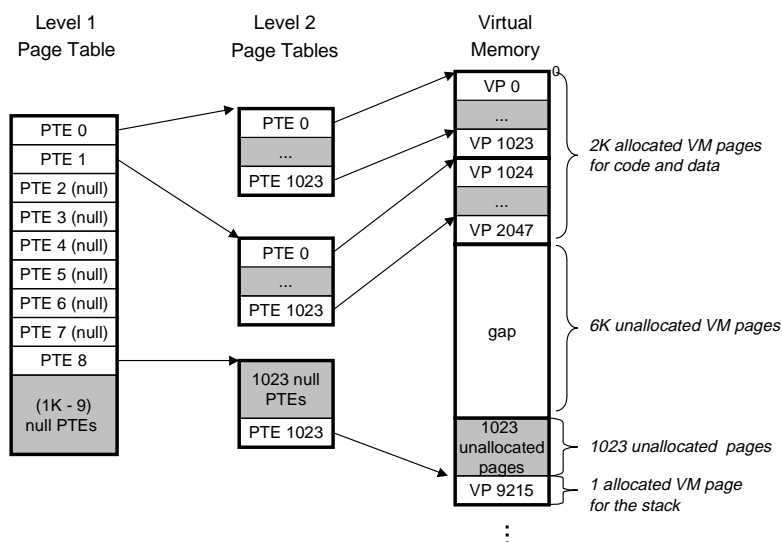 Level 1
Page Table
Level 2
Page Tables
Virtual
Memory
PTE 0
PTE 1
PTE 2 (null)
PTE 3 (null)
PTE 4 (null)
PTE 5 (null)
PTE 6 (null)
PTE 7 (null)
PTE 8
(1K - 9)
null PTEs
PTE 0
...
PTE 1023
PTE 0
...
PTE 1023
1023 null
PTEs
PTE 1023
0
VP 0
...
VP 1023
VP 1024
...
VP 2047
gap
1023
unallocated
pages
VP 9215
...
2K allocated VM pages
for code and data
6K unallocated VM pages
1023 unallocated pages
1 allocated VM page
for the stack